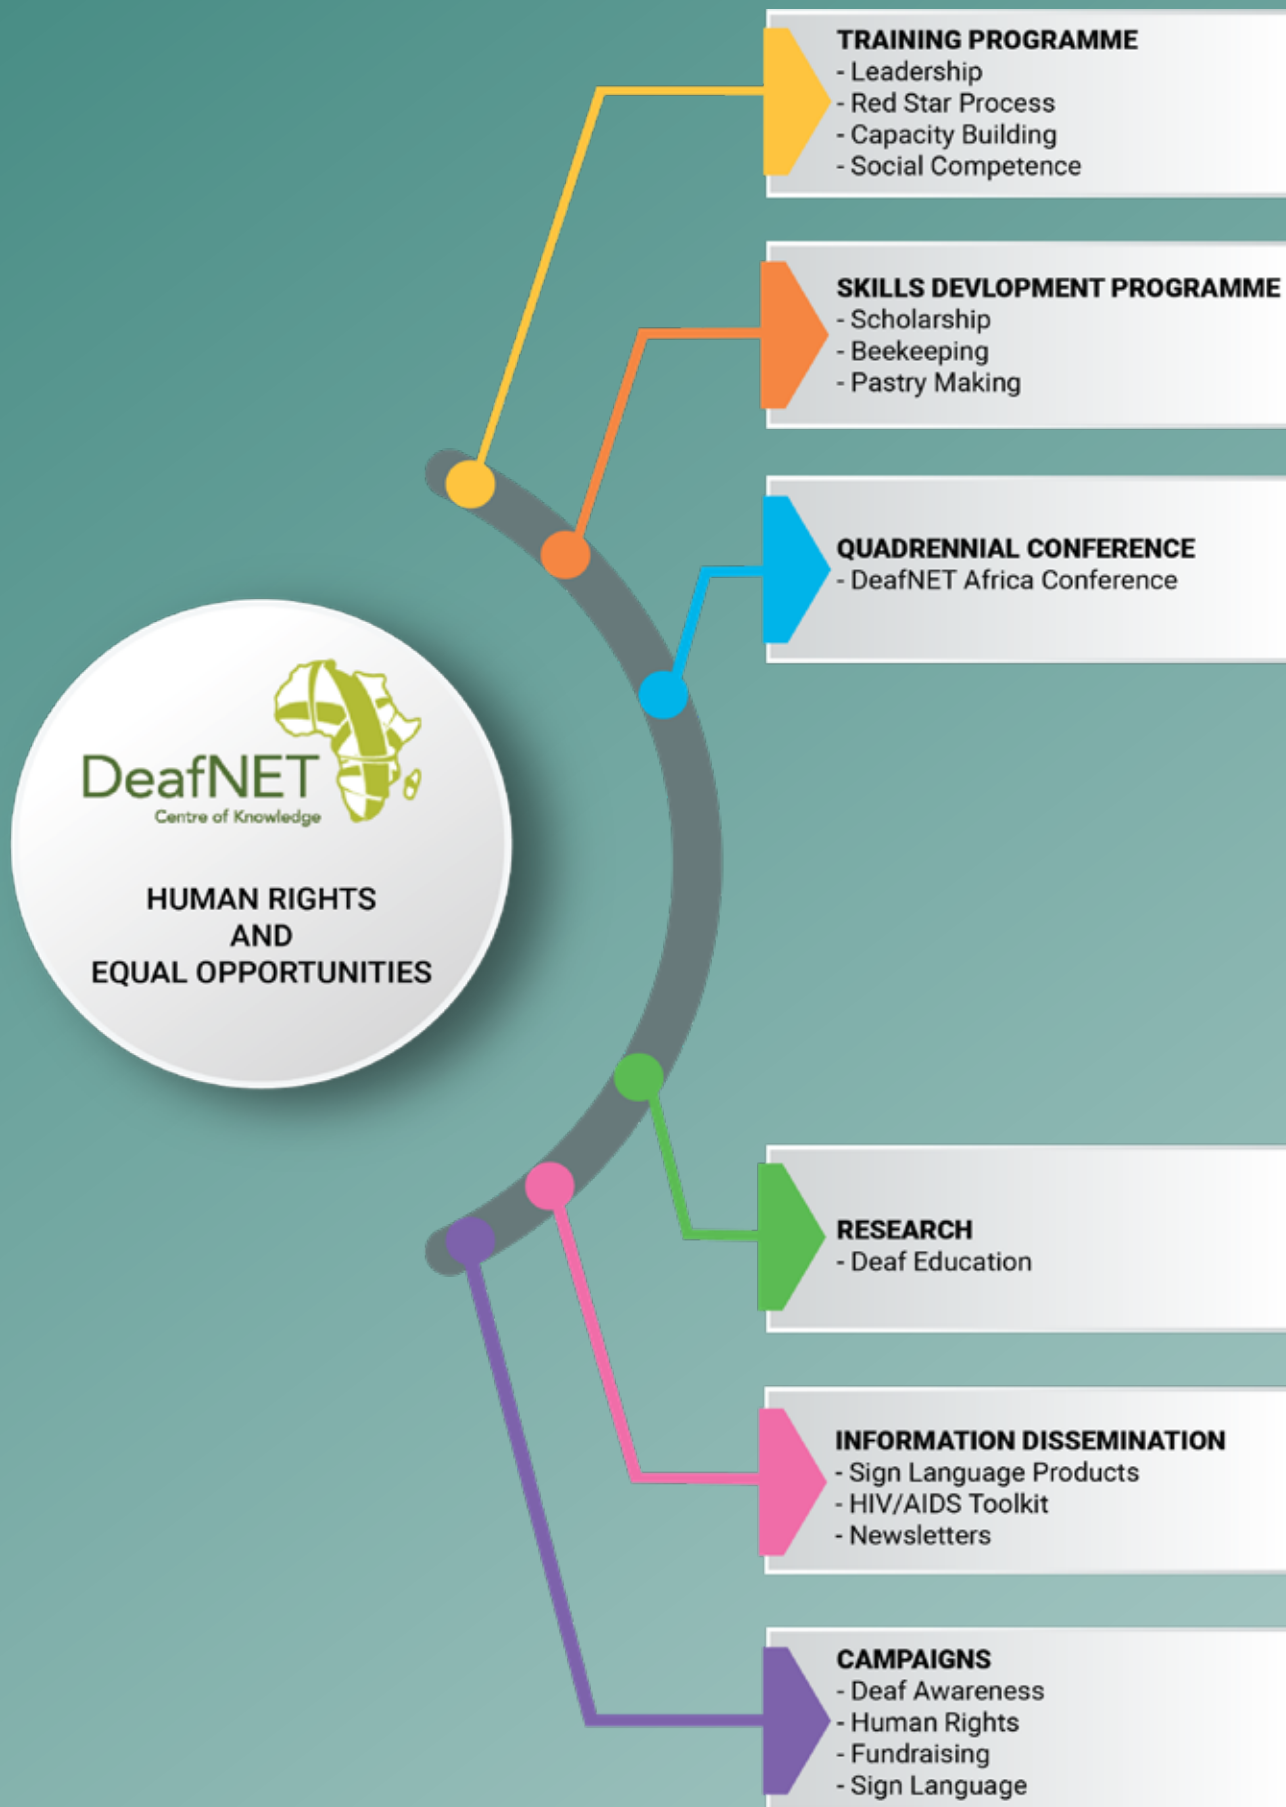 DeafNET
Centre of Knowledge
HUMAN RIGHTS
AND
EQUAL OPPORTUNITIES
TRAINING PROGRAMME
- Leadership
- Red Star Process
- Capacity Building
- Social Competence
SKILLS DEVLOPMENT PROGRAMME
- Scholarship
- Beekeeping
- Pastry Making
QUADRENNIAL CONFERENCE
- DeafNET Africa Conference
RESEARCH
- Deaf Education
INFORMATION DISSEMINATION
- Sign Language Products
- HIV/AIDS Toolkit
- Newsletters
CAMPAIGNS
- Deaf Awareness
- Human Rights
- Fundraising
- Sign Language